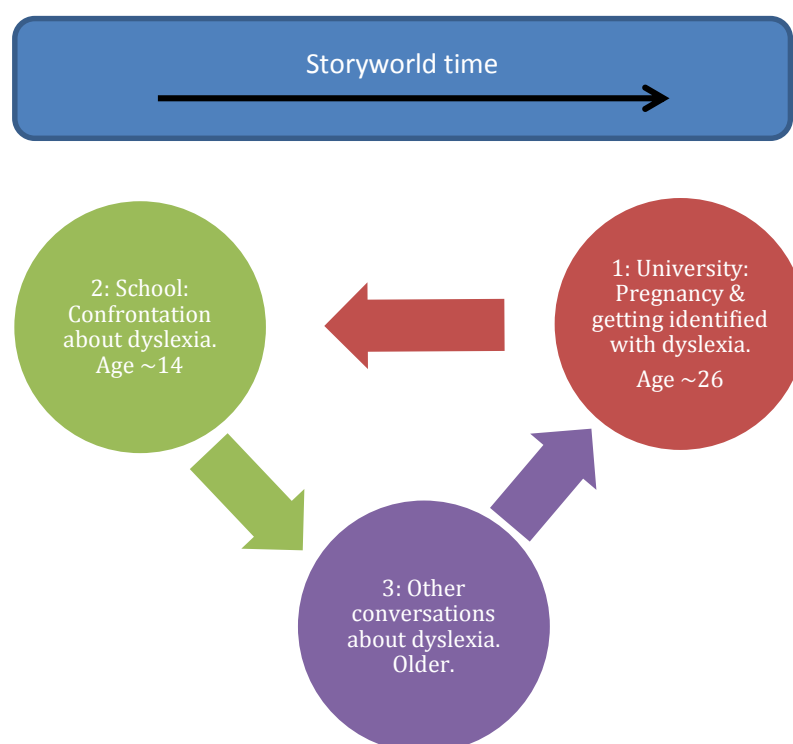 Storyworld time
2: School:
Confrontation
about dyslexia.
Age ~14
1: University:
Pregnancy &
getting identified
with dyslexia.
Age ~26
3: Other
conversations
about dyslexia.
Older.